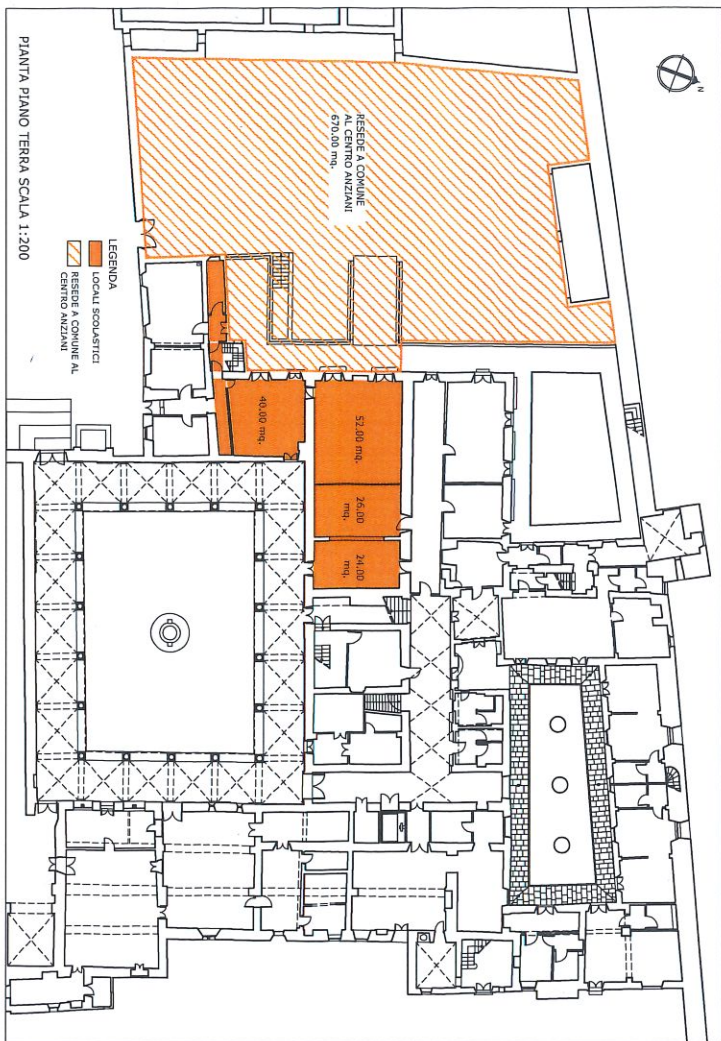 N
RESEDE A COMUNE
AL CENTRO ANZIANI
670.00 mq.
40.00 mq.
52.00 mq.
26.00
mq.
24.00
mq.
LEGENDA
LOCALI SCOLASTICI
RESEDE A COMUNE AL
CENTRO ANZIANI
PIANTA PIANO TERRA SCALA 1:200